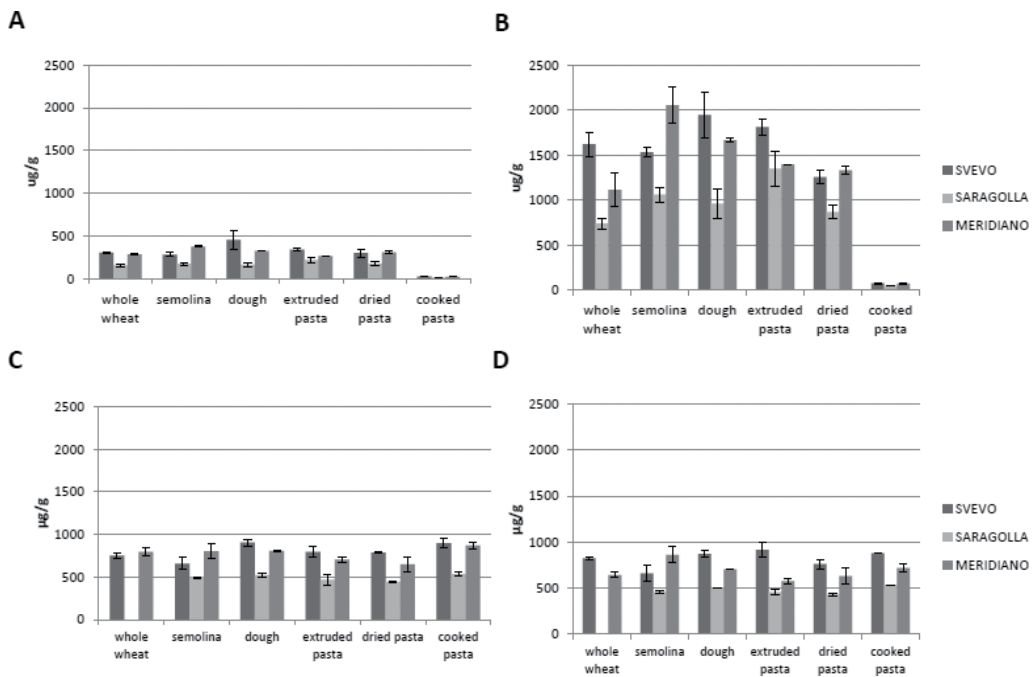 A
2500
2000
1500
1000
500
0
ug/g
whole wheat
semolina
dough
extruded pasta
dried pasta
cooked pasta
B
2500
2000
1500
1000
500
0
ug/g
whole wheat
semolina
dough
extruded pasta
dried pasta
cooked pasta
SVEVO
SARAGOLLA
MERIDIANO
C
2500
2000
1500
1000
500
0
µg/g
whole wheat
semolina
dough
extruded pasta
dried pasta
cooked pasta
D
2500
2000
1500
1000
500
0
µg/g
whole wheat
semolina
dough
extruded pasta
dried pasta
cooked pasta
SVEVO
SARAGOLLA
MERIDIANO